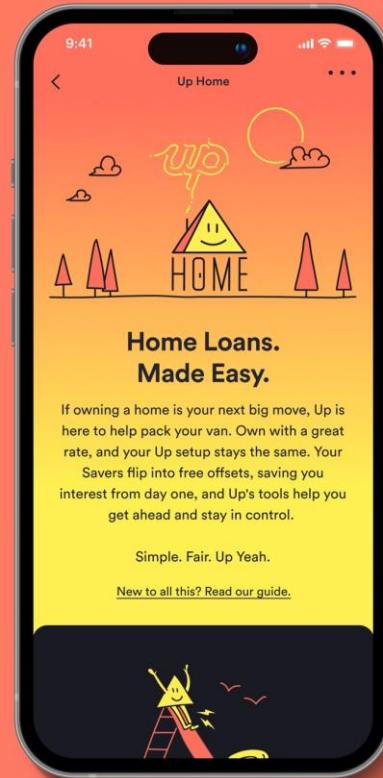 9:41
Up Home
up
HOME
Home Loans.
Made Easy.
If owning a home is your next big move, Up is
here to help pack your van. Own with a great
rate, and your Up setup stays the same. Your
Savers flip into free offsets, saving you
interest from day one, and Up's tools help you
get ahead and stay in control.
Simple. Fair. Up Yeah.
New to all this? Read our guide.